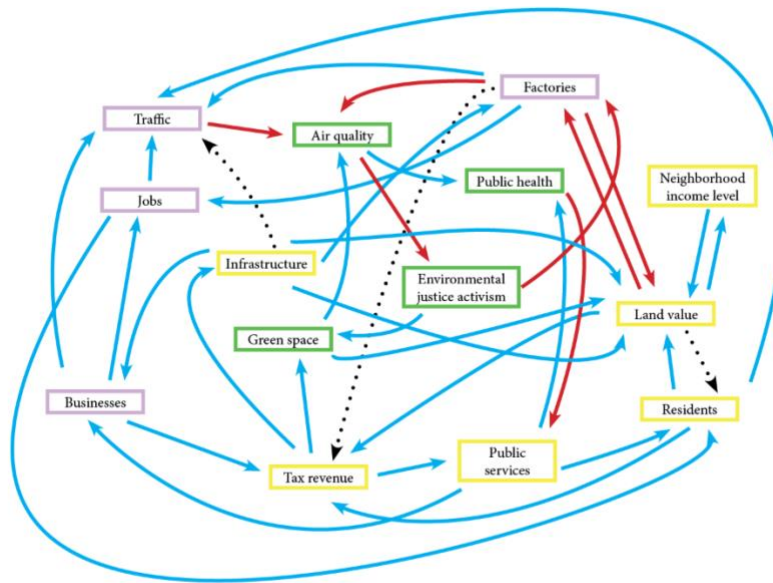 Factories
Traffic
Air quality
Public health
Neighborhood
income level
Jobs
Infrastructure
Environmental
justice activism
Land value
Green space
Businesses
Residents
Public
services
Tax revenue